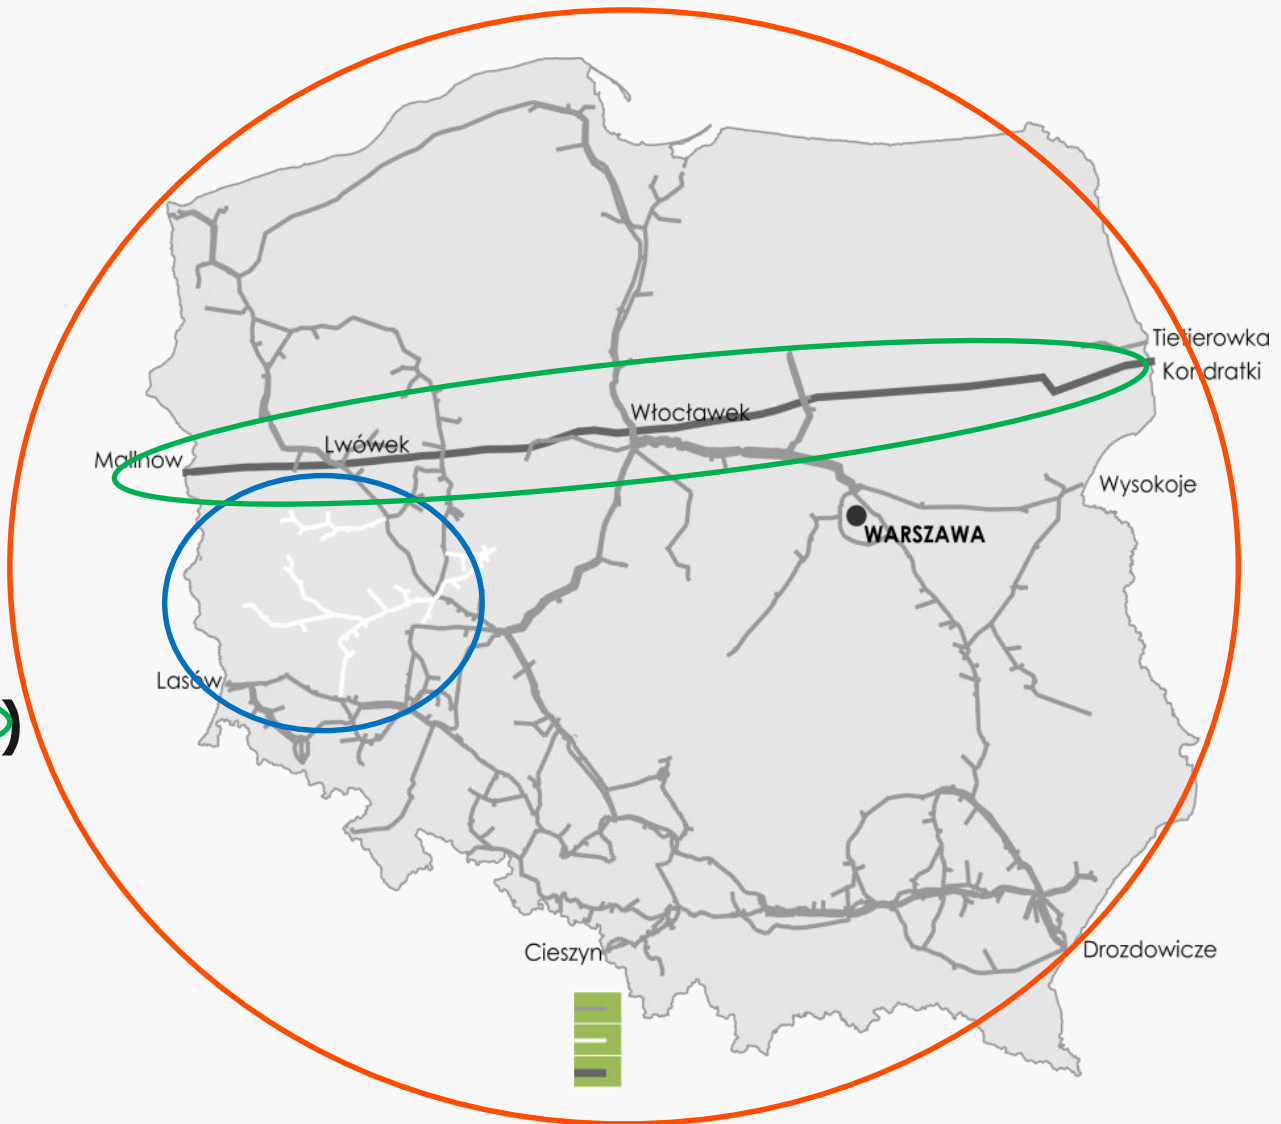 Tietierowka
Kondratki
Włocławek
Lwówek
Mallnow
Wysokoje
WARSZAWA
Lasów
)
Cieszyn
Drozdowicze